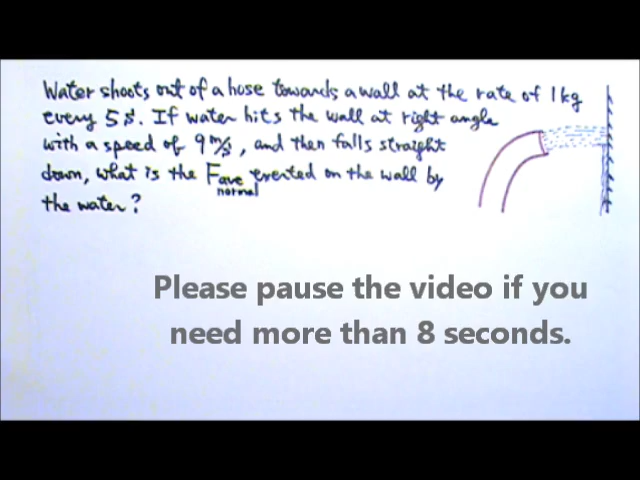 Water shoots out of a hose towards a wall at the rate of 1 kg
every 5 s. If water hits the wall at right angle
with a speed of 9 m/s, and then falls straight
down, what is the Fave exerted on the wall by
normal
the water?
Please pause the video if you
need more than 8 seconds.